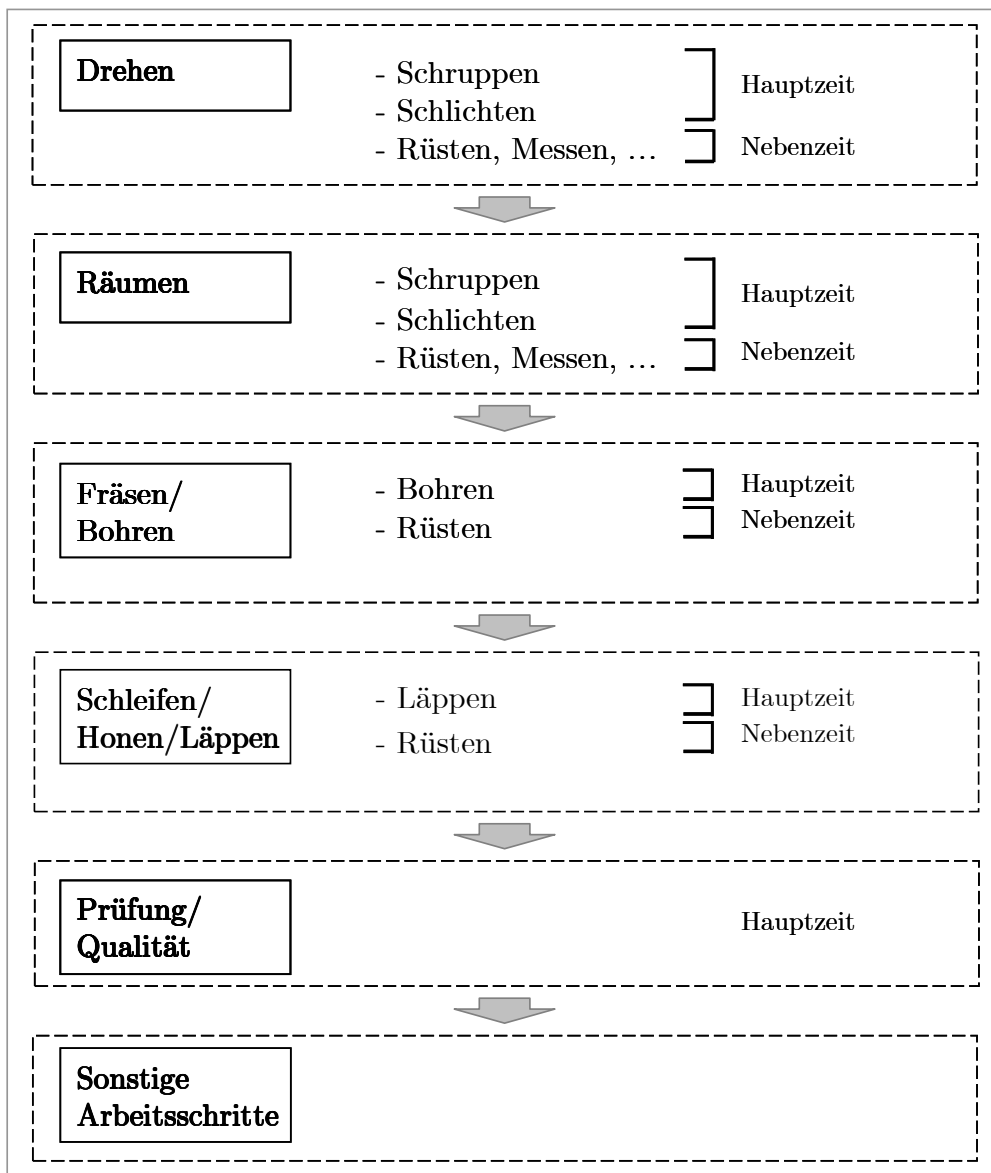 Drehen
- Schruppen
- Schlichten
- Rüsten, Messen, ...
Hauptzeit
Nebenzeit
Räumen
- Schruppen
- Schlichten
- Rüsten, Messen, ...
Hauptzeit
Nebenzeit
Fräsen/
Bohren
- Bohren
- Rüsten
Hauptzeit
Nebenzeit
Schleifen/
Honen/Läppen
- Läppen
- Rüsten
Hauptzeit
Nebenzeit
Prüfung/
Qualität
Hauptzeit
Sonstige
Arbeitsschritte